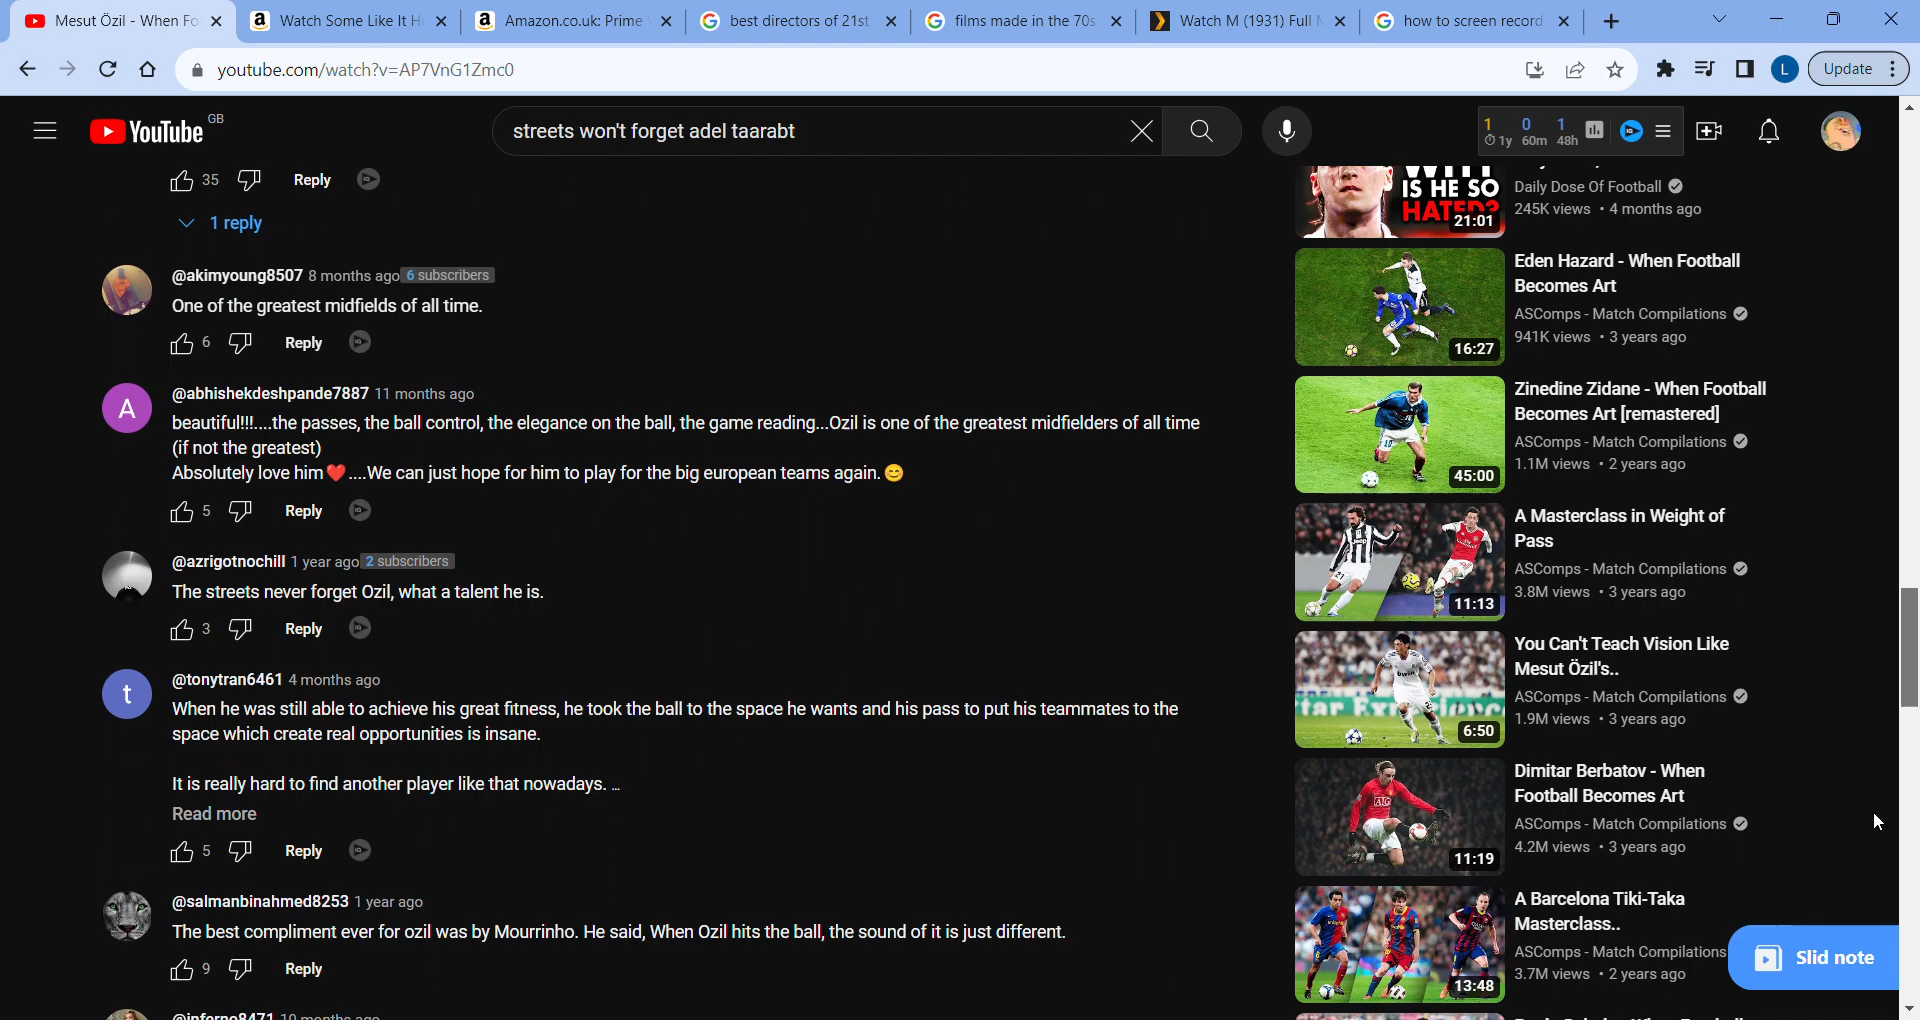 Mesut Özil - When Fo
Watch Some Like It H
Amazon.co.uk: Prime
best directors of 21st
films made in the 70s
Watch M (1931) Full
how to screen record
youtube.com/watch?v=AP7VnG1Zmc0
L
Update
YouTube GB
streets won't forget adel taarabt
1 0 1
1y 60m 48h
35 Reply
1 reply
@akimyoung8507 8 months ago 6 subscribers
One of the greatest midfields of all time.
6 Reply
A
@abhishekdeshpande7887 11 months ago
beautiful!!!....the passes, the ball control, the elegance on the ball, the game reading...Ozil is one of the greatest midfielders of all time
(if not the greatest)
Absolutely love him❤️....We can just hope for him to play for the big european teams again.😊
5 Reply
@azrigotnochill 1 year ago 2 subscribers
The streets never forget Ozil, what a talent he is.
3 Reply
t
@tonytran6461 4 months ago
When he was still able to achieve his great fitness, he took the ball to the space he wants and his pass to put his teammates to the
space which create real opportunities is insane.
It is really hard to find another player like that nowadays. ...
Read more
5 Reply
@salmanbinahmed8253 1 year ago
The best compliment ever for ozil was by Mourrinho. He said, When Ozil hits the ball, the sound of it is just different.
9 Reply
@inferno8471 10 months ago
WHY
IS HE SO
HATED?
21:01
Daily Dose Of Football
245K views • 4 months ago
16:27
Eden Hazard - When Football
Becomes Art
ASComps - Match Compilations
941K views • 3 years ago
45:00
Zinedine Zidane - When Football
Becomes Art [remastered]
ASComps - Match Compilations
1.1M views • 2 years ago
11:13
A Masterclass in Weight of
Pass
ASComps - Match Compilations
3.8M views • 3 years ago
6:50
You Can't Teach Vision Like
Mesut Özil's..
ASComps - Match Compilations
1.9M views • 3 years ago
11:19
Dimitar Berbatov - When
Football Becomes Art
ASComps - Match Compilations
4.2M views • 3 years ago
13:48
A Barcelona Tiki-Taka
Masterclass..
ASComps - Match Compilations
3.7M views • 2 years ago
Slid note